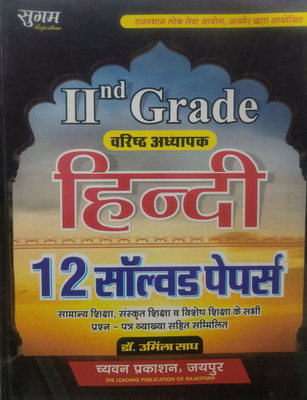 सुगम
Rajasthan
राजस्थान लोक सेवा आयोग, अजमेर द्वारा आयोजित
IInd Grade
वरिष्ठ अध्यापक
हिन्दी
12 सॉल्वड पेपर्स
सामान्य शिक्षा, संस्कृत शिक्षा व विशेष शिक्षा के सभी
प्रश्न - पत्र व्याख्या सहित सम्मिलित
डॉ. उर्मिला साध
च्यवन प्रकाशन, जयपुर
THE LEADING PUBLICATION OF RAJASTHAN